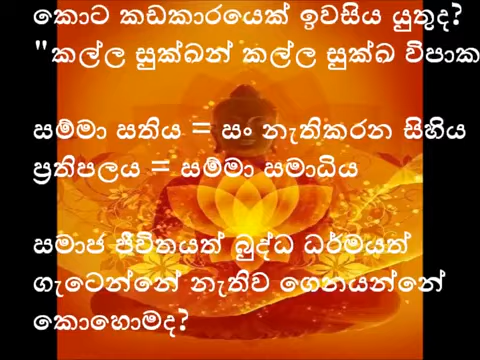 කොට කඩකාරයෙක් ඉවසිය යුතුද?
"කල්ල සුක්ඛන් කල්ල සුක්ඛ විපාක
සම්මා සතිය = සං නැතිකරන සිහිය
ප්‍රතිපලය = සම්මා සමාධිය
සමාජ ජීවිතයත් බුද්ධ ධර්මයත්
ගැටෙන්නේ නැතිව ගෙනයන්නේ
කොහොමද?